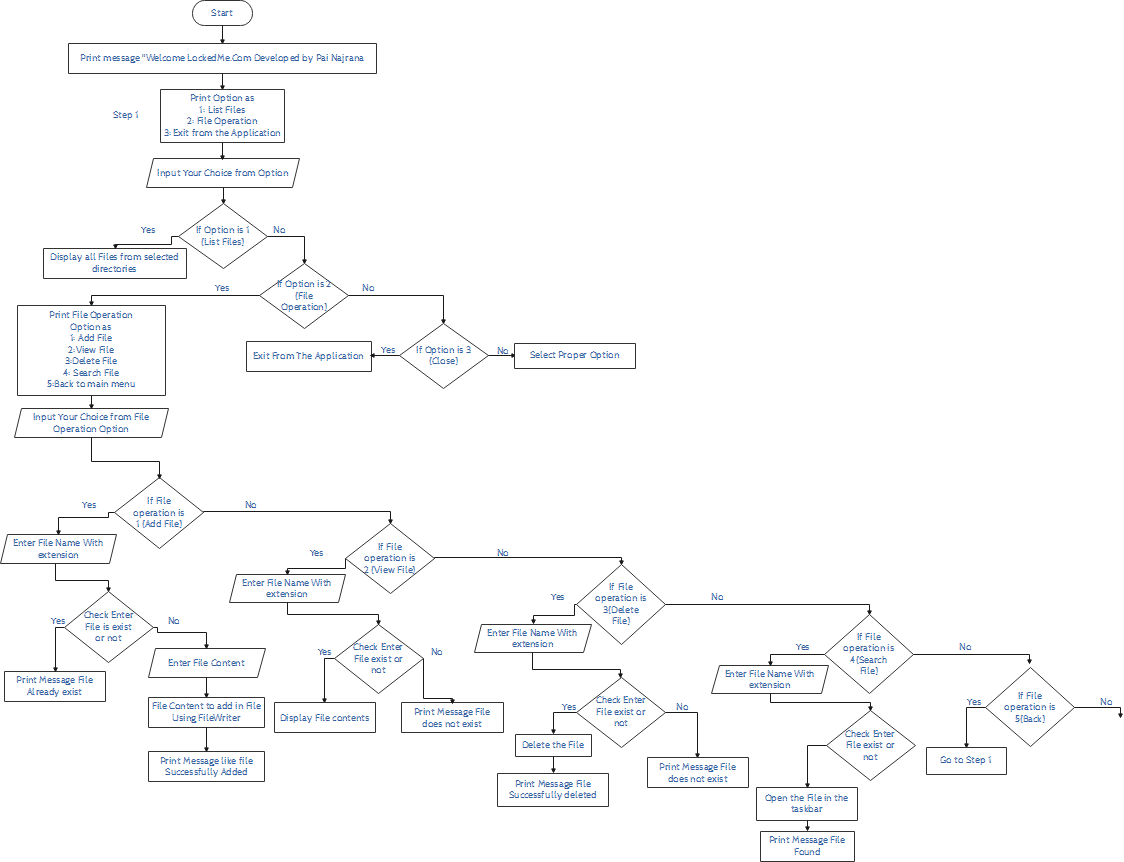 Start
Print message "Welcome LockedMe.Com Developed by Pai Najrana
Step 1
Print Option as
1: List Files
2: File Operation
3: Exit from the Application
Input Your Choice from Option
If Option is 1
{List Files}
Yes
No
Display all Files from selected
directories
If Option is 2
{File
Operation}
Yes
No
Print File Operation
Option as
1: Add File
2:View File
3:Delete File
4: Search File
5:Back to main menu
If Option is 3
{Close}
Yes
No
Exit From The Application
Select Proper Option
Input Your Choice from File
Operation Option
If File
operation is
1 {Add File}
Yes
No
Enter File Name With
extension
Check Enter
File is exist
or not
Yes
No
Print Message File
Already exist
Enter File Content
File Content to add in File
Using FileWriter
Print Message like file
Successfully Added
If File
operation is
2 {View File}
Yes
No
Enter File Name With
extension
Check Enter
File exist or
not
Yes
No
Display File contents
Print Message File
does not exist
If File
operation is
3{Delete
File}
Yes
No
Enter File Name With
extension
Check Enter
File exist or
not
Yes
No
Delete the File
Print Message File
Successfully deleted
Print Message File
does not exist
If File
operation is
4{Search
File}
Yes
No
Enter File Name With
extension
Check Enter
File exist or
not
Open the File in the
taskbar
Print Message File
Found
If File
operation is
5{Back}
Yes
No
Go to Step 1